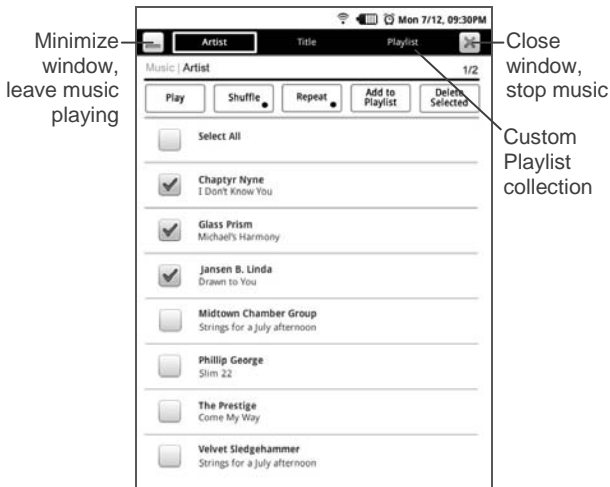 Mon 7/12, 09:30PM
Minimize window, leave music playing
Artist Title Playlist
Close window, stop music
Music | Artist 1/2
Play Shuffle Repeat Add to Playlist Delete Selected
Custom Playlist collection
Select All
Chaptyr Nyne
I Don't Know You
Glass Prism
Michael's Harmony
Jansen B. Linda
Drawn to You
Midtown Chamber Group
Strings for a July afternoon
Phillip George
Slim 22
The Prestige
Come My Way
Velvet Sledgehammer
Strings for a July afternoon